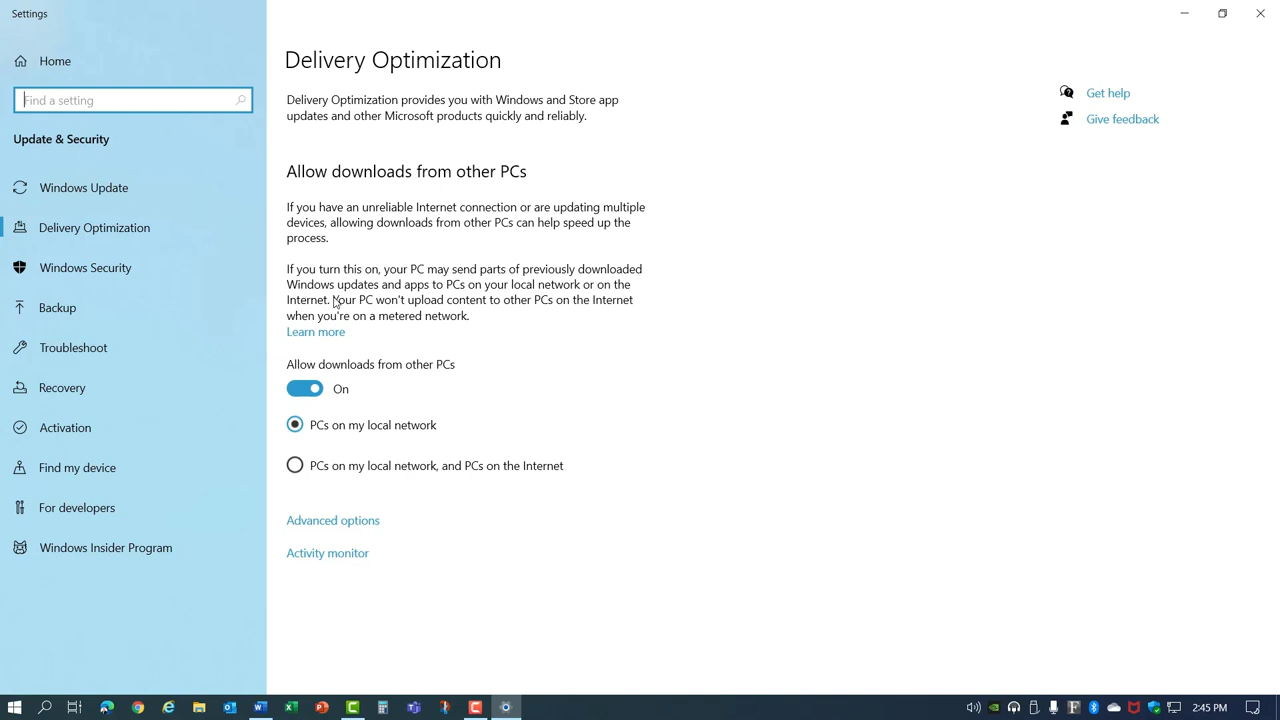 Settings
Home
Find a setting
Update & Security
Windows Update
Delivery Optimization
Windows Security
Backup
Troubleshoot
Recovery
Activation
Find my device
For developers
Windows Insider Program
Delivery Optimization
Delivery Optimization provides you with Windows and Store app
updates and other Microsoft products quickly and reliably.
Allow downloads from other PCs
If you have an unreliable Internet connection or are updating multiple
devices, allowing downloads from other PCs can help speed up the
process.
If you turn this on, your PC may send parts of previously downloaded
Windows updates and apps to PCs on your local network or on the
Internet. Your PC won't upload content to other PCs on the Internet
when you're on a metered network.
Learn more
Allow downloads from other PCs
On
PCs on my local network
PCs on my local network, and PCs on the Internet
Advanced options
Activity monitor
Get help
Give feedback
2:45 PM